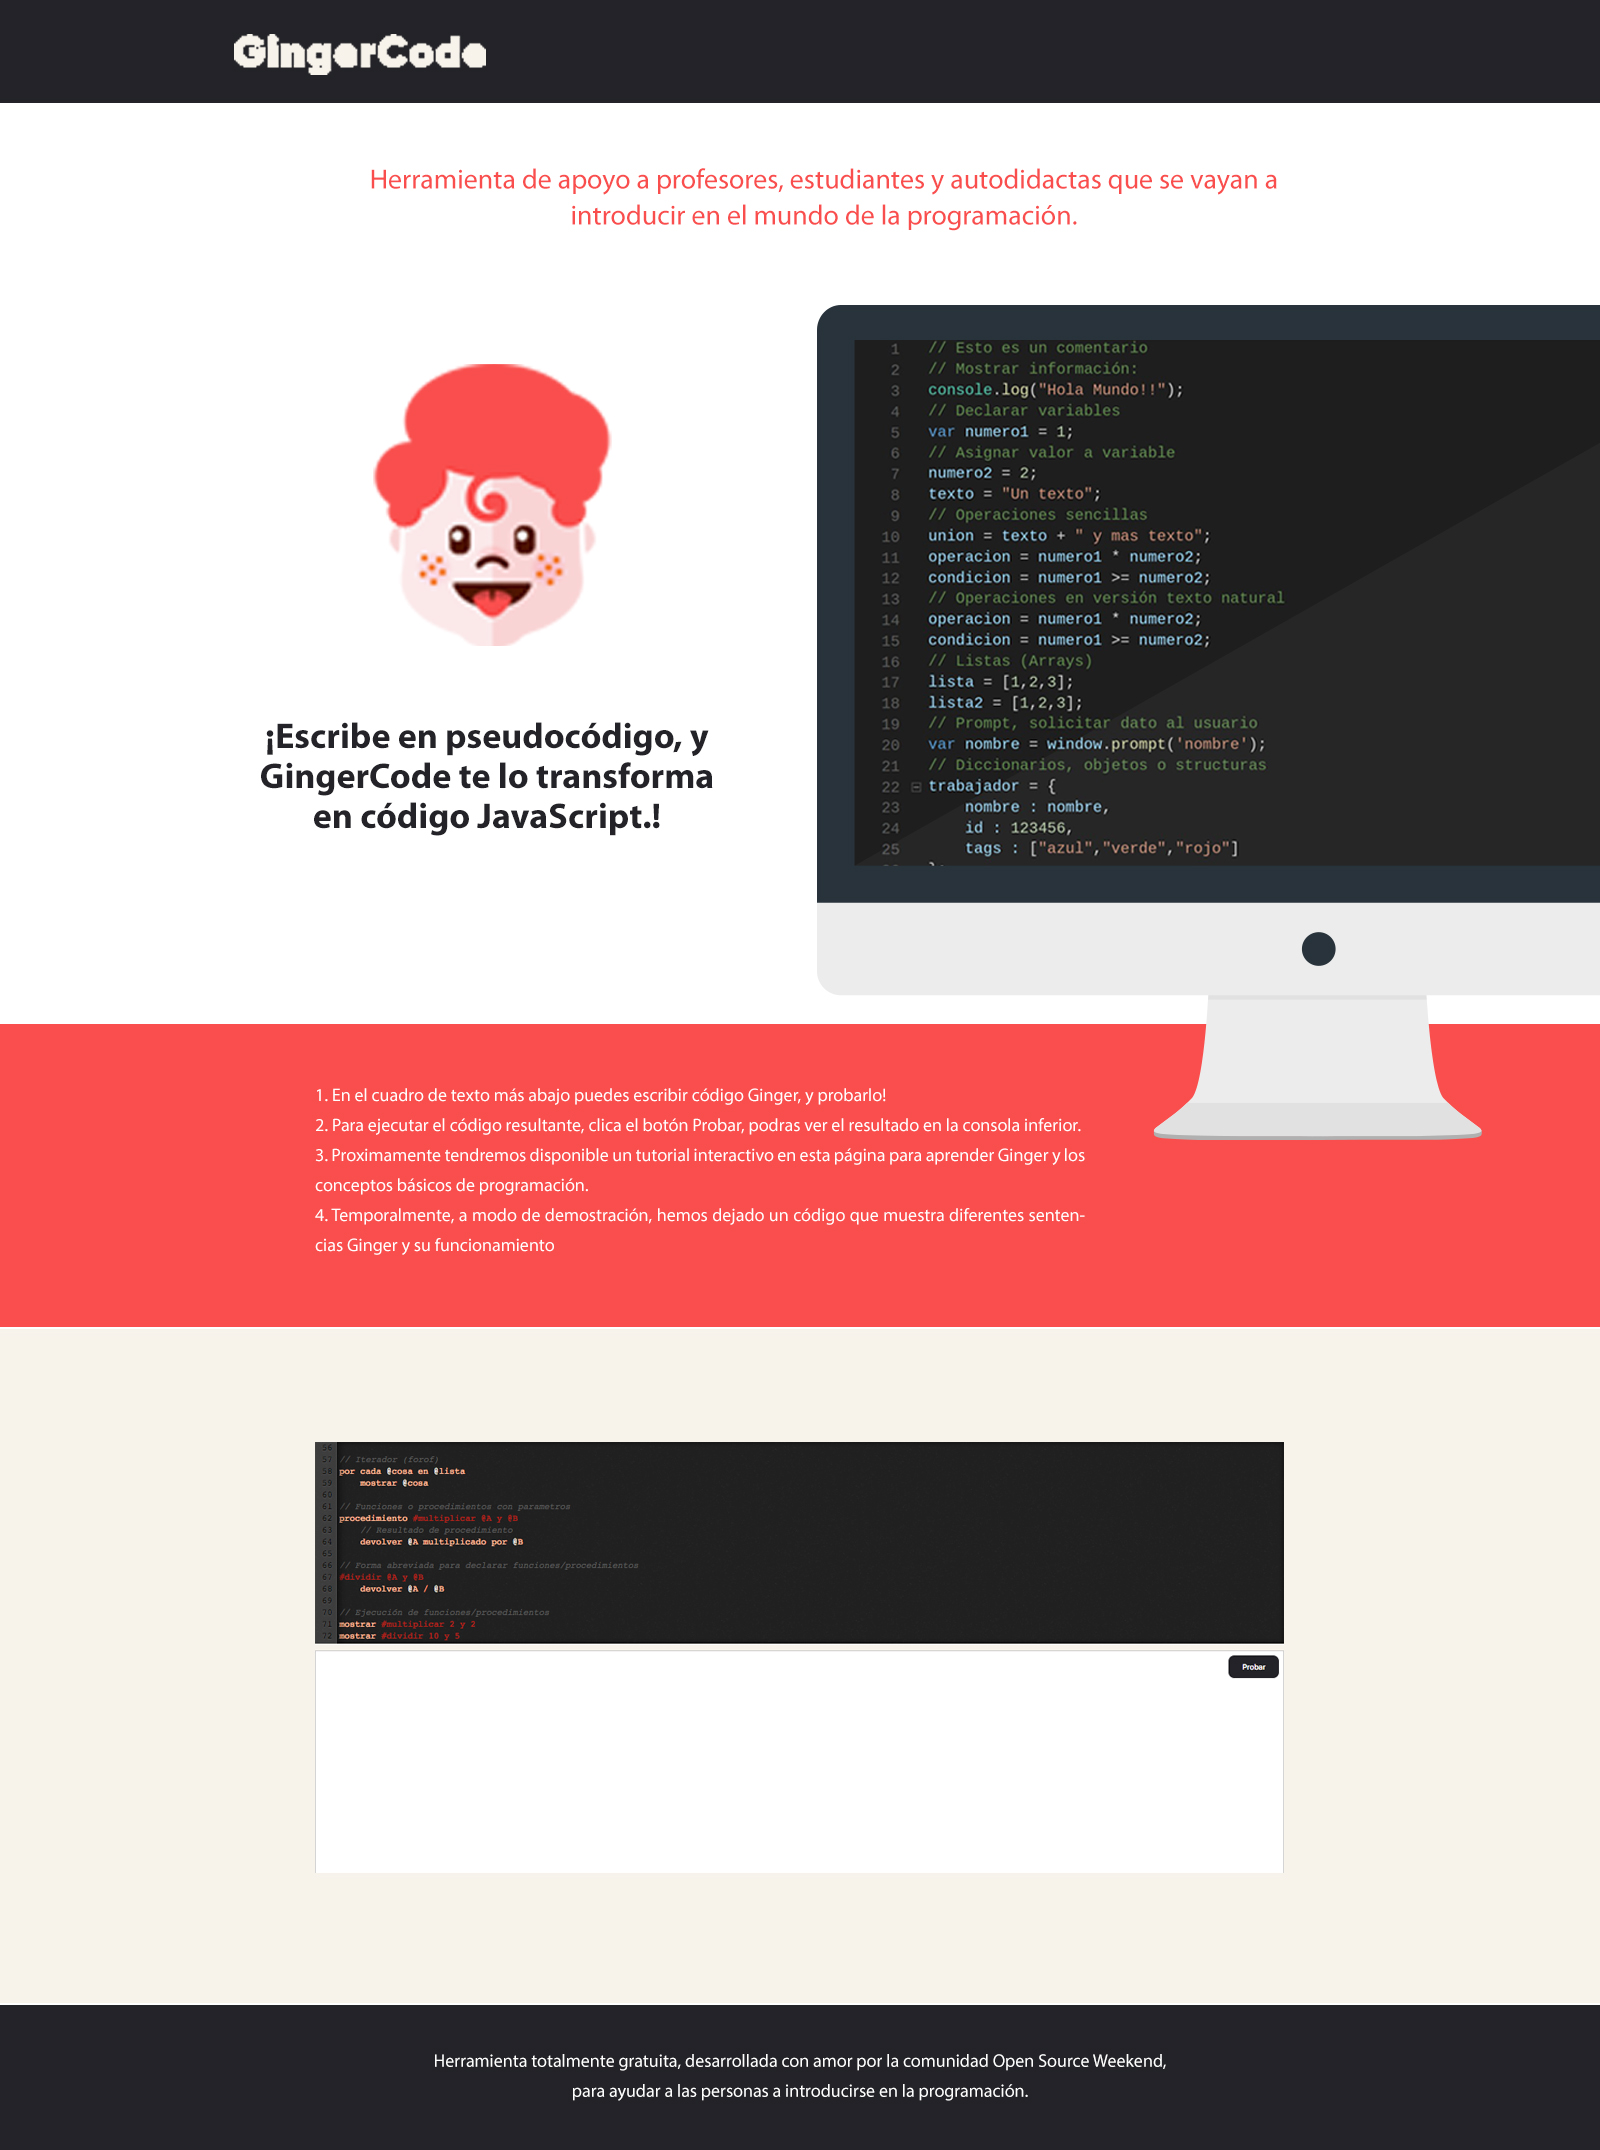 GingerCode
Herramienta de apoyo a profesores, estudiantes y autodidactas que se vayan a
introducir en el mundo de la programación.
¡Escribe en pseudocódigo, y
GingerCode te lo transforma
en código JavaScript.!
1 // Esto es un comentario
2 // Mostrar información:
3 console.log("Hola Mundo!!");
4 // Declarar variables
5 var numero1 = 1;
6 // Asignar valor a variable
7 numero2 = 2;
8 texto = "Un texto";
9 // Operaciones sencillas
10 union = texto + " y mas texto";
11 operacion = numero1 * numero2;
12 condicion = numero1 >= numero2;
13 // Operaciones en versión texto natural
14 operacion = numero1 * numero2;
15 condicion = numero1 >= numero2;
16 // Listas (Arrays)
17 lista = [1,2,3];
18 lista2 = [1,2,3];
19 // Prompt, solicitar dato al usuario
20 var nombre = window.prompt('nombre');
21 // Diccionarios, objetos o structuras
22 trabajador = {
23 nombre : nombre,
24 id : 123456,
25 tags : ["azul","verde","rojo"]
1. En el cuadro de texto más abajo puedes escribir código Ginger, y probarlo!
2. Para ejecutar el código resultante, clica el botón Probar, podras ver el resultado en la consola inferior.
3. Proximamente tendremos disponible un tutorial interactivo en esta página para aprender Ginger y los
conceptos básicos de programación.
4. Temporalmente, a modo de demostración, hemos dejado un código que muestra diferentes senten-
cias Ginger y su funcionamiento
56
57 // Iterador (forof)
58 por cada @cosa en @lista
59 mostrar @cosa
60
61 // Funciones o procedimientos con parametros
62 procedimiento #multiplicar @A y @B
63 // Resultado de procedimiento
64 devolver @A multiplicado por @B
65
66 // Forma abreviada para declarar funciones/procedimientos
67 #dividir @A y @B
68 devolver @A / @B
69
70 // Ejecución de funciones/procedimientos
71 mostrar #multiplicar 2 y 2
72 mostrar #dividir 10 y 5
Probar
Herramienta totalmente gratuita, desarrollada con amor por la comunidad Open Source Weekend,
para ayudar a las personas a introducirse en la programación.